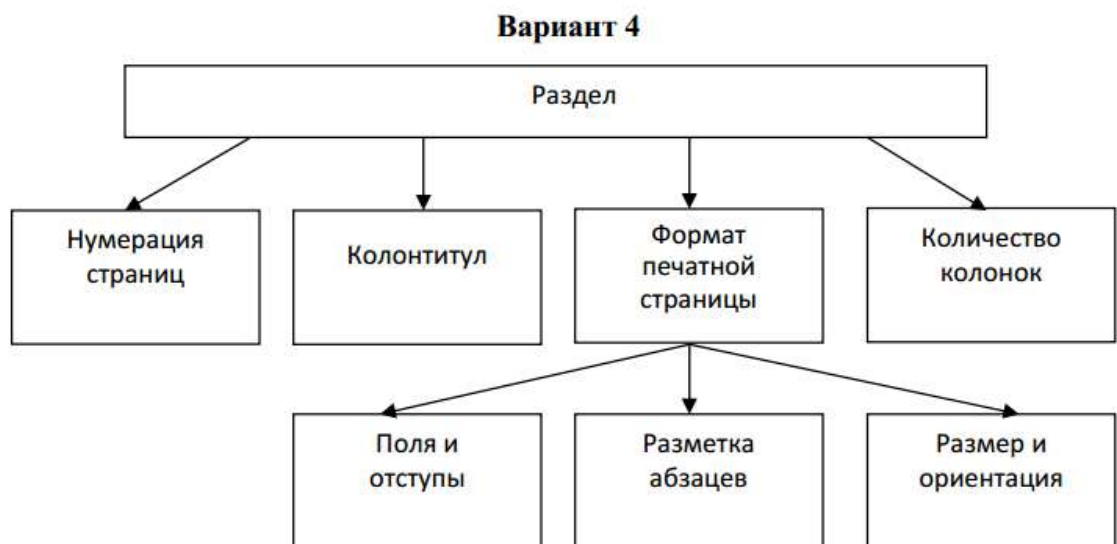 Вариант 4
Раздел
Нумерация
страниц
Колонтитул
Формат
печатной
страницы
Количество
колонок
Поля и
отступы
Разметка
абзацев
Размер и
ориентация